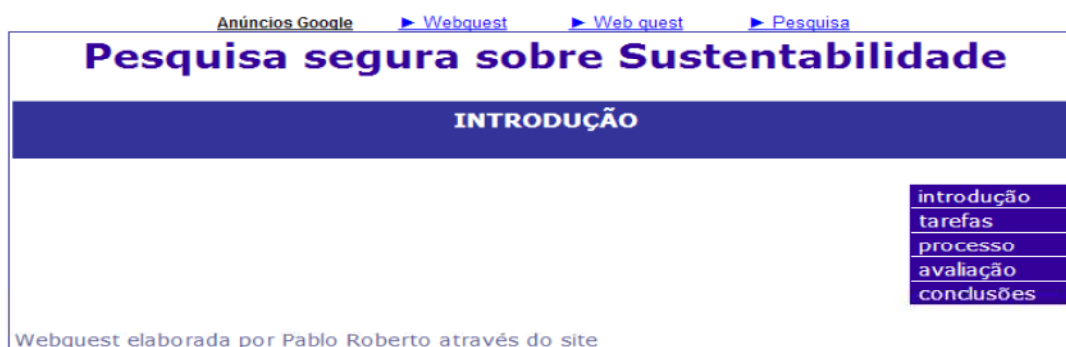 Anúncios Google ► Webquest ► Web quest ► Pesquisa
Pesquisa segura sobre Sustentabilidade
INTRODUÇÃO
introdução
tarefas
processo
avaliação
conclusões
Webquest elaborada por Pablo Roberto através do site